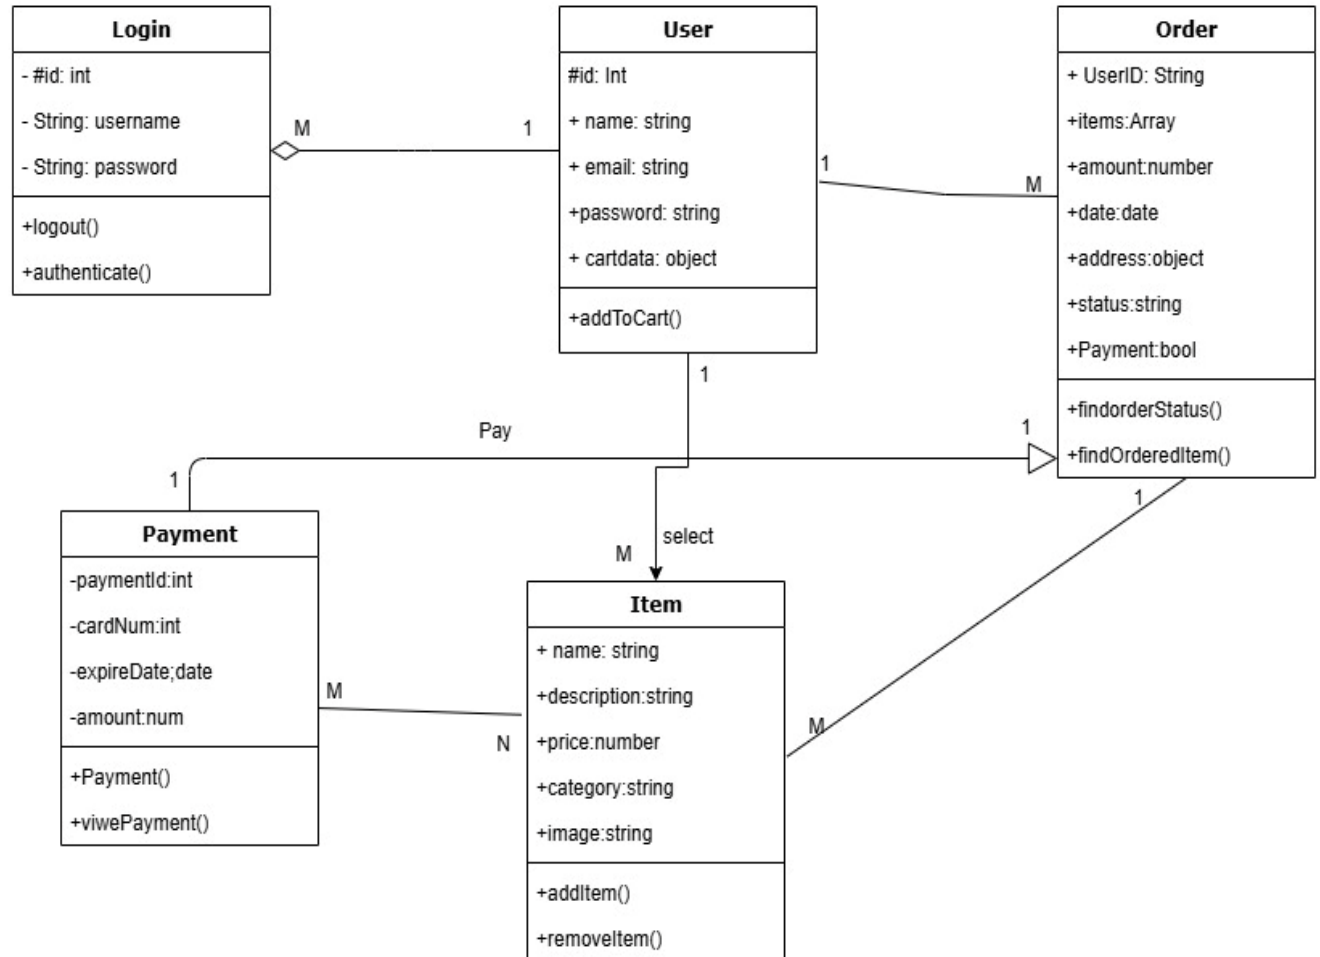 Login
- #id: int
- String: username
- String: password
+logout()
+authenticate()
M
1
User
#id: Int
+ name: string
+ email: string
+password: string
+ cartdata: object
+addToCart()
1
M
Order
+ UserID: String
+items:Array
+amount:number
+date:date
+address:object
+status:string
+Payment:bool
+findorderStatus()
+findOrderedItem()
1
Pay
1
1
1
select
M
Payment
-paymentId:int
-cardNum:int
-expireDate;date
-amount:num
+Payment()
+viwePayment()
M
N
Item
+ name: string
+description:string
+price:number
+category:string
+image:string
+addItem()
+removeItem()
M